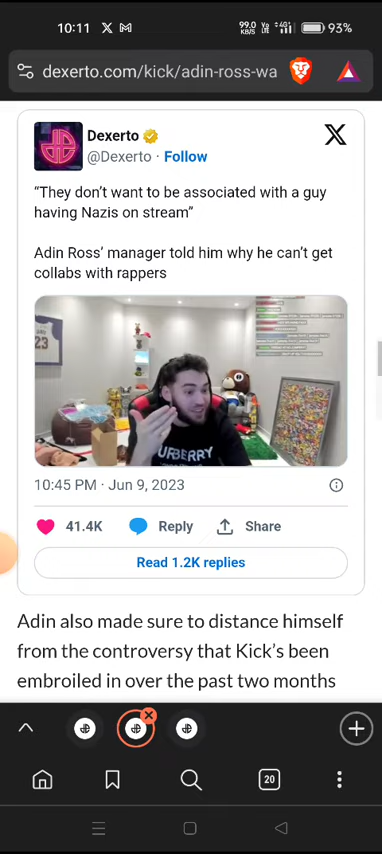 10:11
99.0 KB/S 4G 93%
dexerto.com/kick/adin-ross-wa
Dexerto
@Dexerto · Follow
“They don’t want to be associated with a guy
having Nazis on stream”
Adin Ross’ manager told him why he can’t get
collabs with rappers
23
URBERRY
10:45 PM · Jun 9, 2023
41.4K Reply Share
Read 1.2K replies
Adin also made sure to distance himself
from the controversy that Kick’s been
embroiled in over the past two months
20